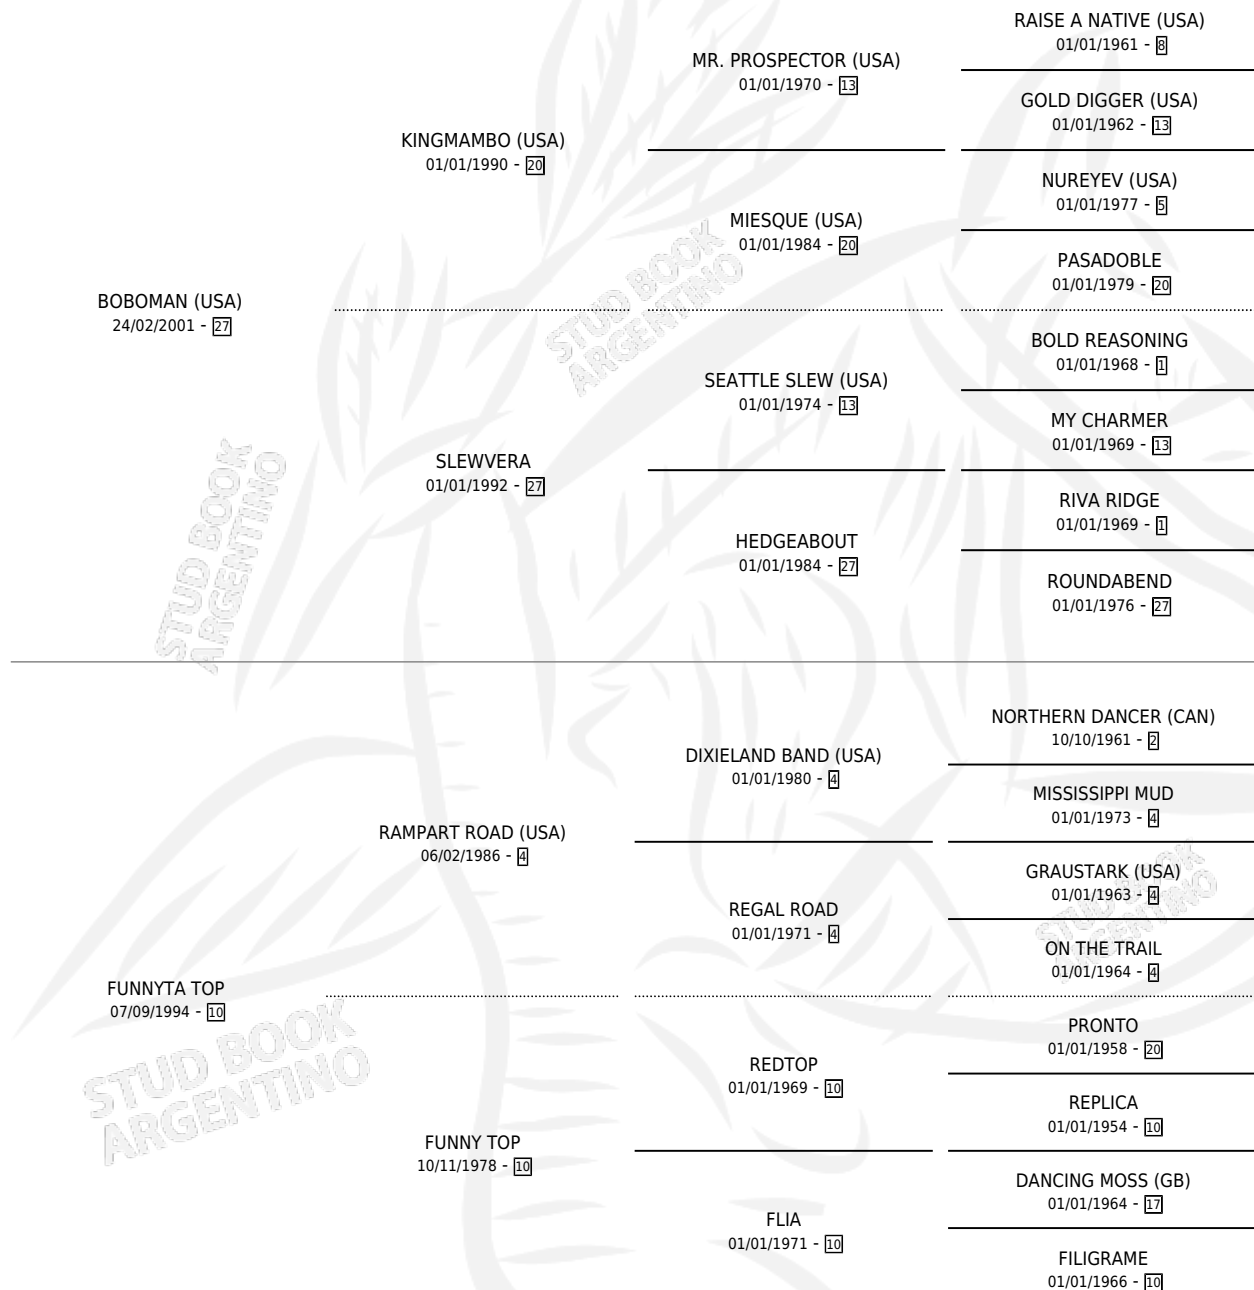 RAISE A NATIVE (USA)
01/01/1961 - 8
MR. PROSPECTOR (USA)
01/01/1970 - 13
GOLD DIGGER (USA)
01/01/1962 - 13
KINGMAMBO (USA)
01/01/1990 - 20
NUREYEV (USA)
01/01/1977 - 5
MIESQUE (USA)
01/01/1984 - 20
PASADOBLE
01/01/1979 - 20
BOBOMAN (USA)
24/02/2001 - 27
STUD BOOK
ARGENTINO
BOLD REASONING
01/01/1968 - 1
SEATTLE SLEW (USA)
01/01/1974 - 13
MY CHARMER
01/01/1969 - 13
SLEWVERA
01/01/1992 - 27
RIVA RIDGE
01/01/1969 - 1
HEDGEABOUT
01/01/1984 - 27
ROUNDABEND
01/01/1976 - 27
STUD BOOK
ARGENTINO
NORTHERN DANCER (CAN)
10/10/1961 - 2
DIXIELAND BAND (USA)
01/01/1980 - 4
MISSISSIPPI MUD
01/01/1973 - 4
RAMPART ROAD (USA)
06/02/1986 - 4
GRAUSTARK (USA)
01/01/1963 - 4
REGAL ROAD
01/01/1971 - 4
ON THE TRAIL
01/01/1964 - 4
STUD BOOK
ARGENTINO
FUNNYTA TOP
07/09/1994 - 10
PRONTO
01/01/1958 - 20
REDTOP
01/01/1969 - 10
REPLICA
01/01/1954 - 10
STUD BOOK
ARGENTINO
FUNNY TOP
10/11/1978 - 10
DANCING MOSS (GB)
01/01/1964 - 17
FLIA
01/01/1971 - 10
FILIGRAME
01/01/1966 - 10